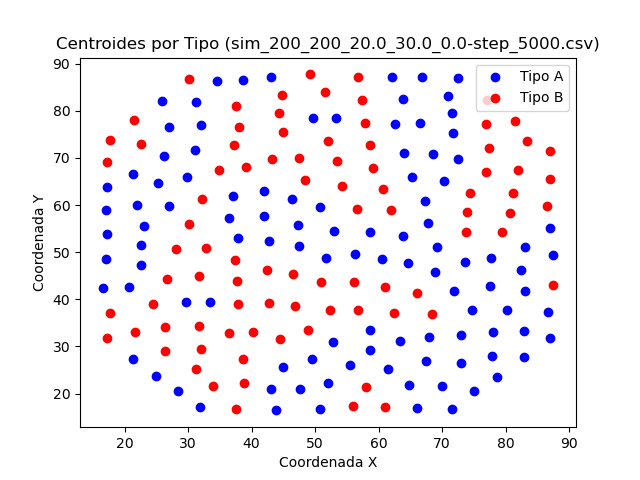 Centroides por Tipo (sim_200_200_20.0_30.0_0.0-step_5000.csv)
Tipo A
Tipo B
Coordenada Y
90
80
70
60
50
40
30
20
20 30 40 50 60 70 80 90
Coordenada X